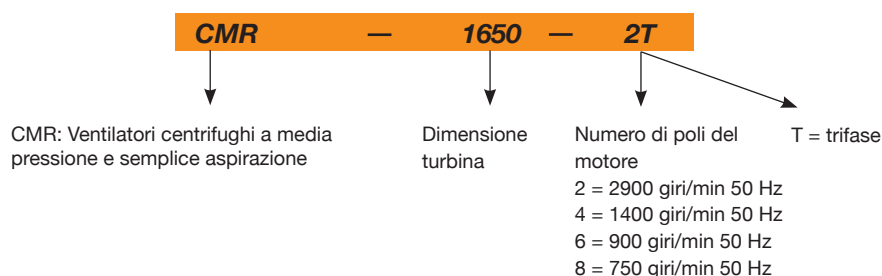 CMR — 1650 — 2T
CMR: Ventilatori centrifughi a media
pressione e semplice aspirazione
Dimensione
turbina
Numero di poli del
motore
2 = 2900 giri/min 50 Hz
4 = 1400 giri/min 50 Hz
6 = 900 giri/min 50 Hz
8 = 750 giri/min 50 Hz
T = trifase